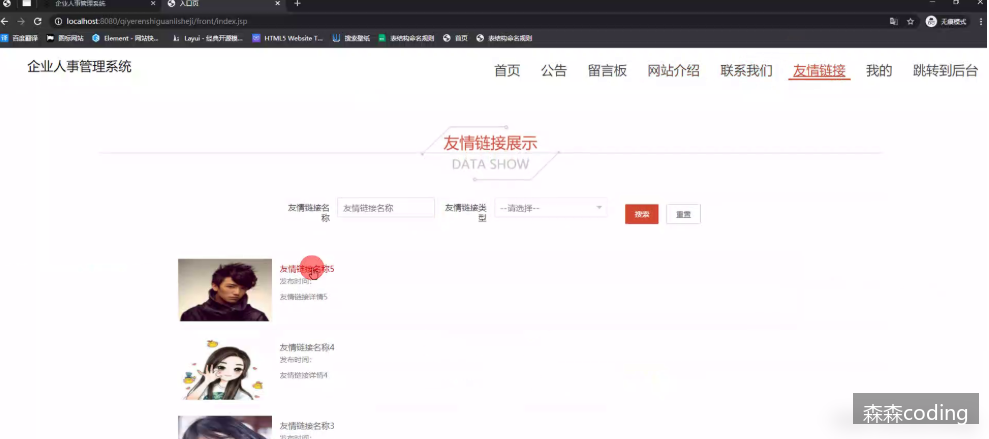 企业人事管理系统
入口页
localhost:8080/qiyerenshiguanlisheji/front/index.jsp
无痕模式
百度翻译 图标网站 Element - 网站快... Layui - 经典开源模... HTML5 Website T... 搜索壁纸 表结构命名规则 首页 表结构命名规则
企业人事管理系统
首页 公告 留言板 网站介绍 联系我们 友情链接 我的 跳转到后台
友情链接展示
DATA SHOW
友情链接名称 友情链接名称 友情链接类型 --请选择-- 搜索 重置
友情链接名称5
发布时间:
友情链接详情5
友情链接名称4
发布时间:
友情链接详情4
友情链接名称3
发布时间:
森森coding